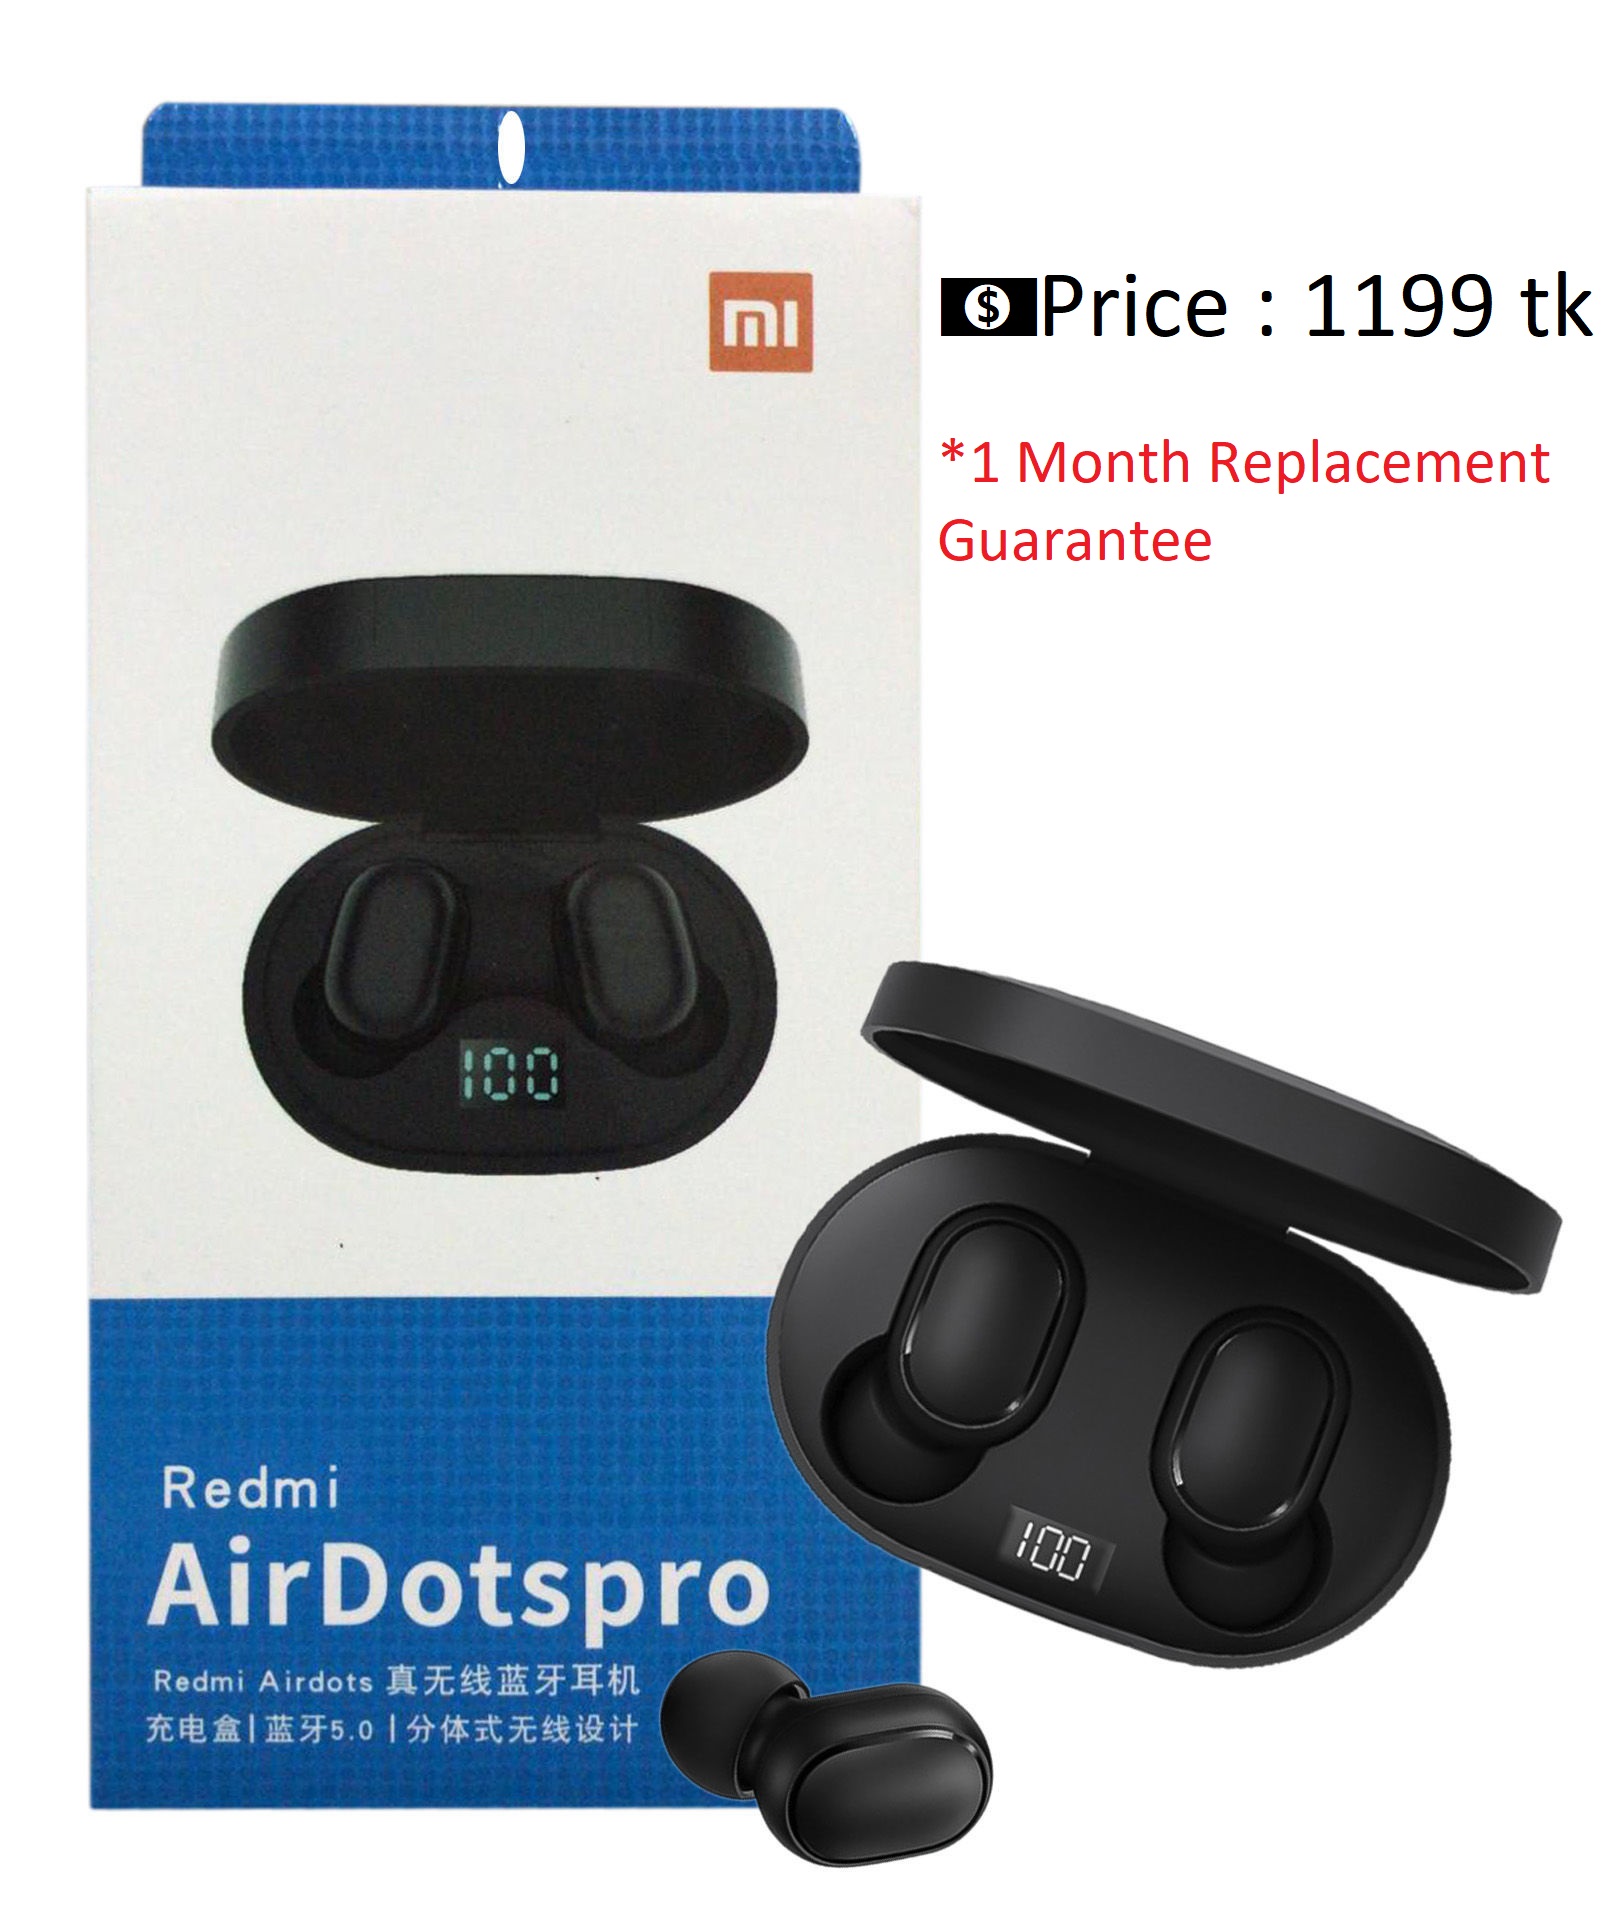 mi
$ Price : 1199 tk
*1 Month Replacement
Guarantee
100
100
Redmi
AirDotspro
Redmi Airdots 真无线蓝牙耳机
充电盒|蓝牙5.0 |分体式无线设计